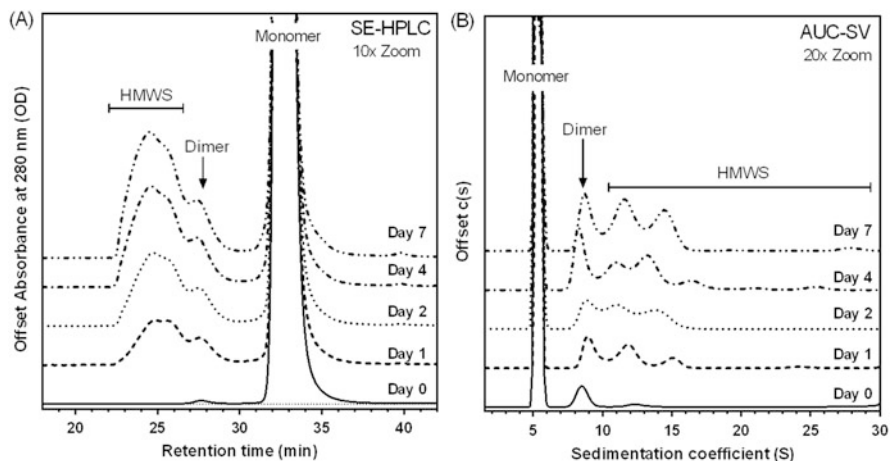 (A)
SE-HPLC
10x Zoom
Monomer
HMWS
Dimer
Day 7
Day 4
Day 2
Day 1
Day 0
Offset Absorbance at 280 nm (OD)
20 25 30 35 40
Retention time (min)
(B)
AUC-SV
20x Zoom
Monomer
Dimer
HMWS
Day 7
Day 4
Day 2
Day 1
Day 0
Offset c(s)
5 10 15 20 25 30
Sedimentation coefficient (S)